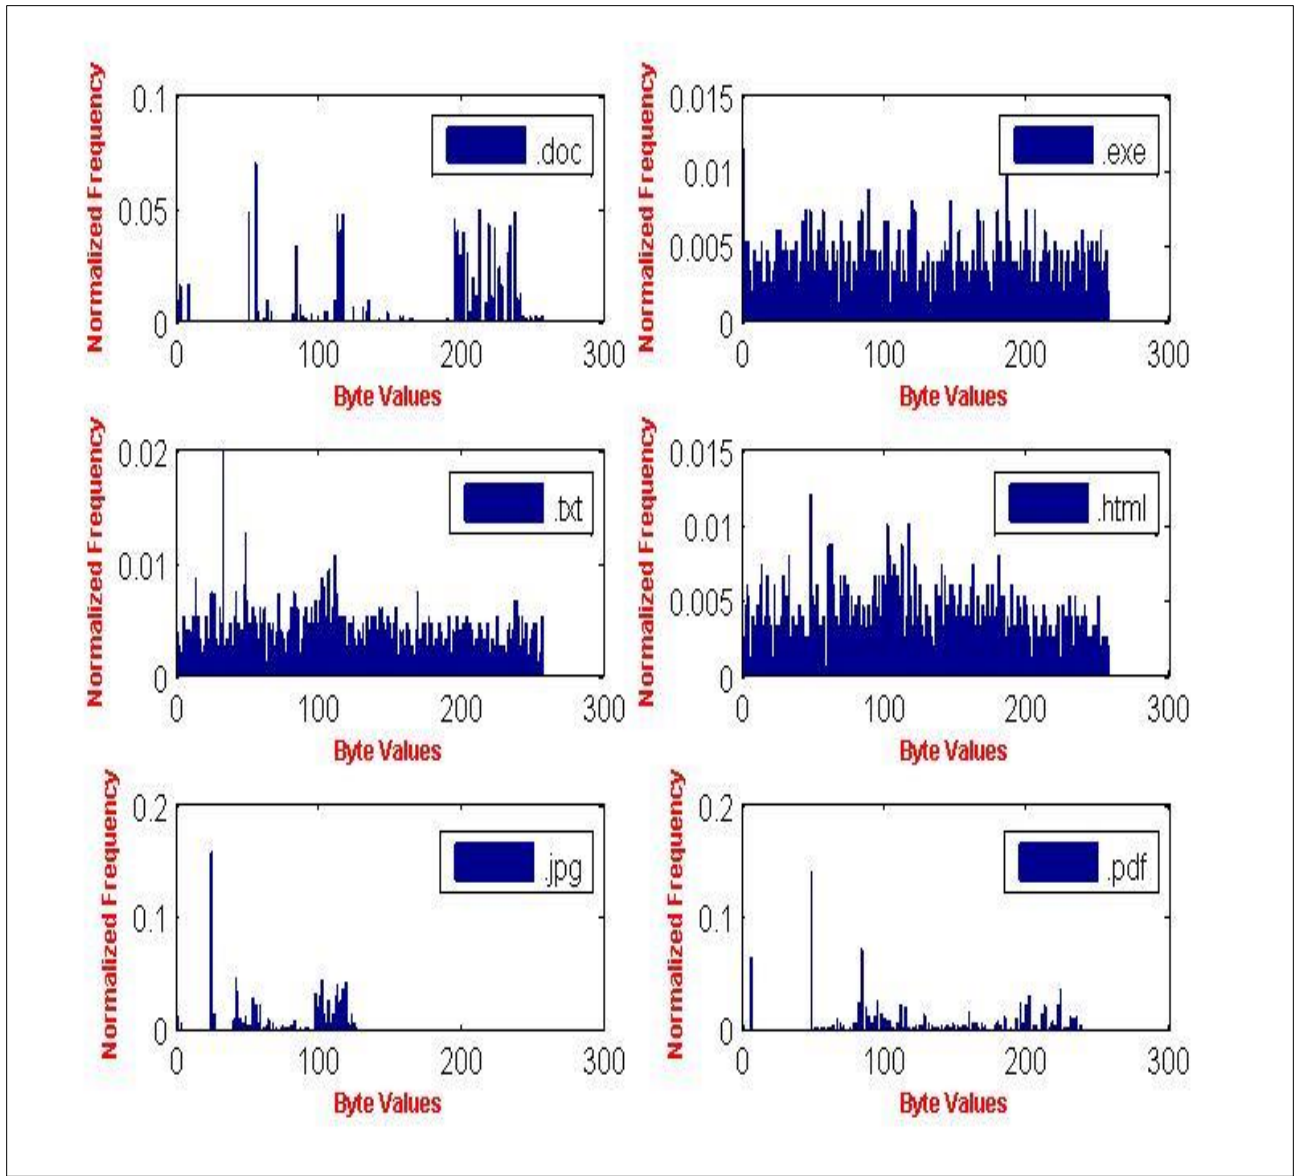 Normalized Frequency
0.1
0.05
0
.doc
0 100 200 300
Byte Values
Normalized Frequency
0.015
0.01
0.005
0
.exe
0 100 200 300
Byte Values
Normalized Frequency
0.02
0.01
0
.txt
0 100 200 300
Byte Values
Normalized Frequency
0.015
0.01
0.005
0
.html
0 100 200 300
Byte Values
Normalized Frequency
0.2
0.1
0
.jpg
0 100 200 300
Byte Values
Normalized Frequency
0.2
0.1
0
.pdf
0 100 200 300
Byte Values